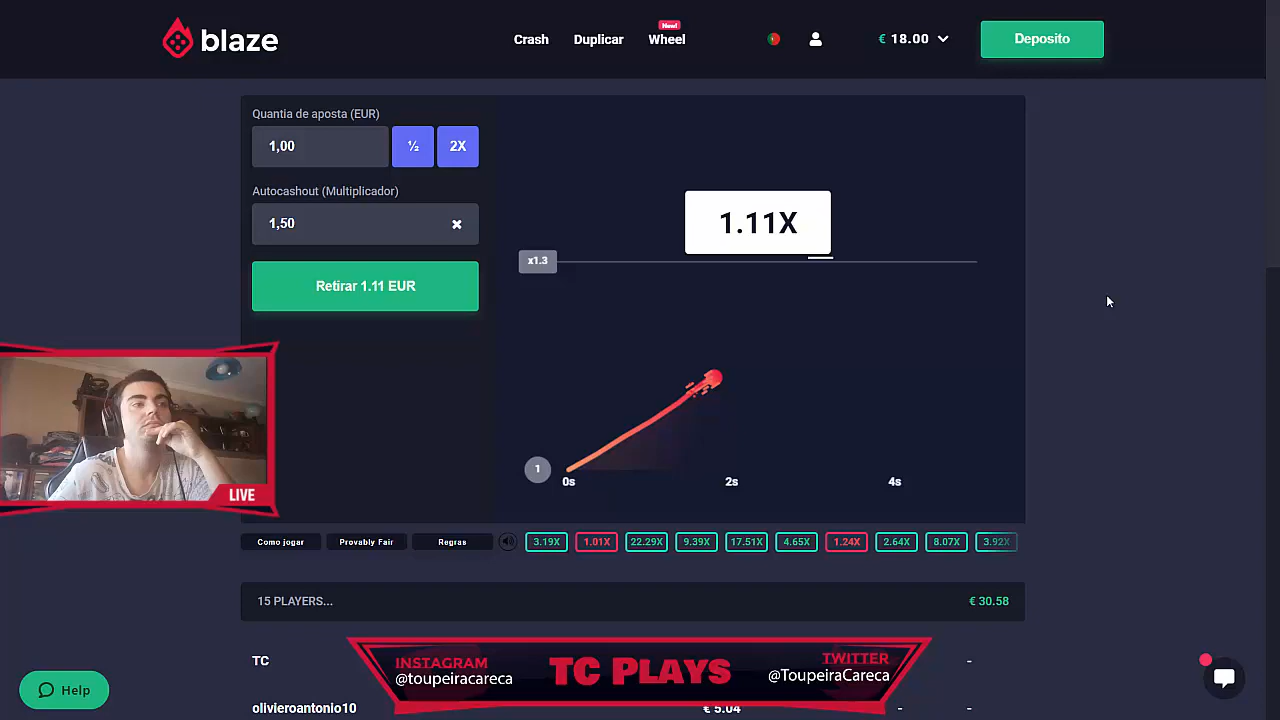 blaze
Crash
Duplicar
New!
Wheel
€ 18.00
Deposito
Quantia de aposta (EUR)
1,00
½
2X
Autocashout (Multiplicador)
1,50
Retirar 1.11 EUR
1.11X
x1.3
1
0s
2s
4s
LIVE
Como jogar
Provably Fair
Regras
3.19X
1.01X
22.29X
9.39X
17.51X
4.65X
1.24X
2.64X
8.07X
3.92X
15 PLAYERS...
€ 30.58
TC
-
-
INSTAGRAM
@toupeiracareca
TC PLAYS
TWITTER
@ToupeiraCareca
Help
olivieroantonio10
€ 5.04
-
-